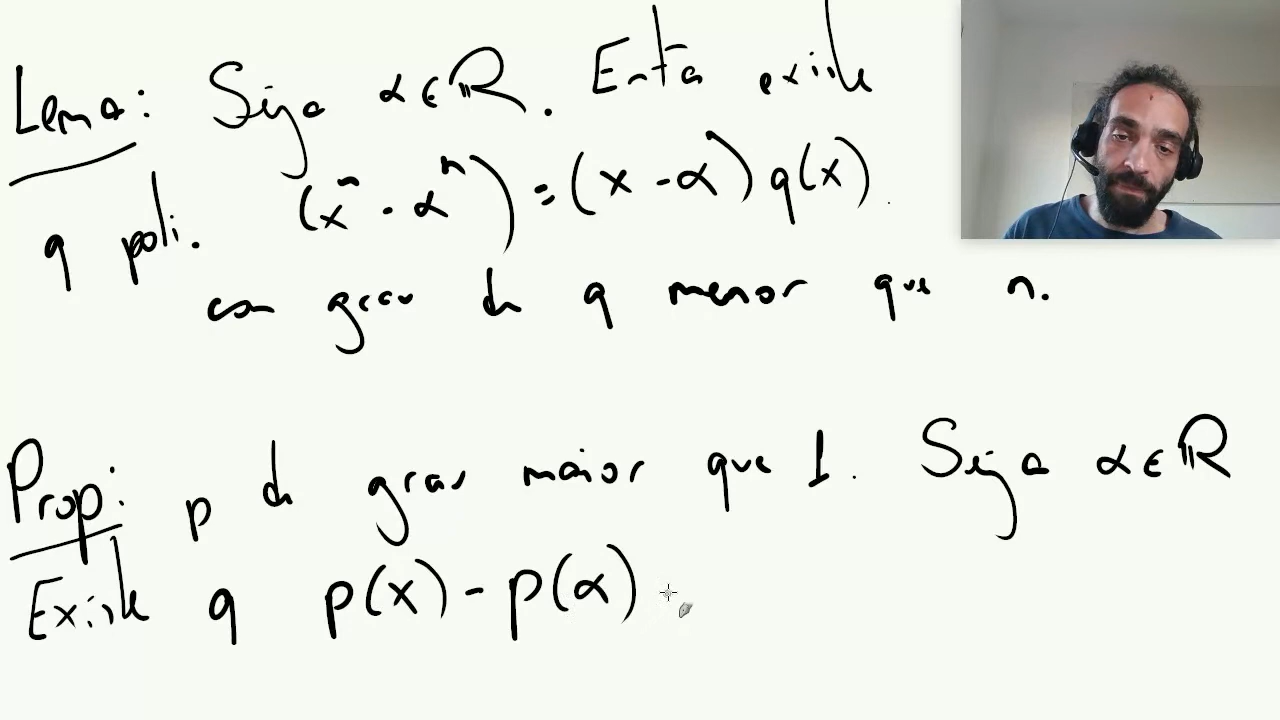 Lema: Seja α∈ℝ. Entã existe
q poli. (xⁿ - αⁿ) = (x - α) q(x).
com grau de q menor que n.
Prop: p de grau maior que 1. Seja α∈ℝ
Existe q p(x) - p(α)